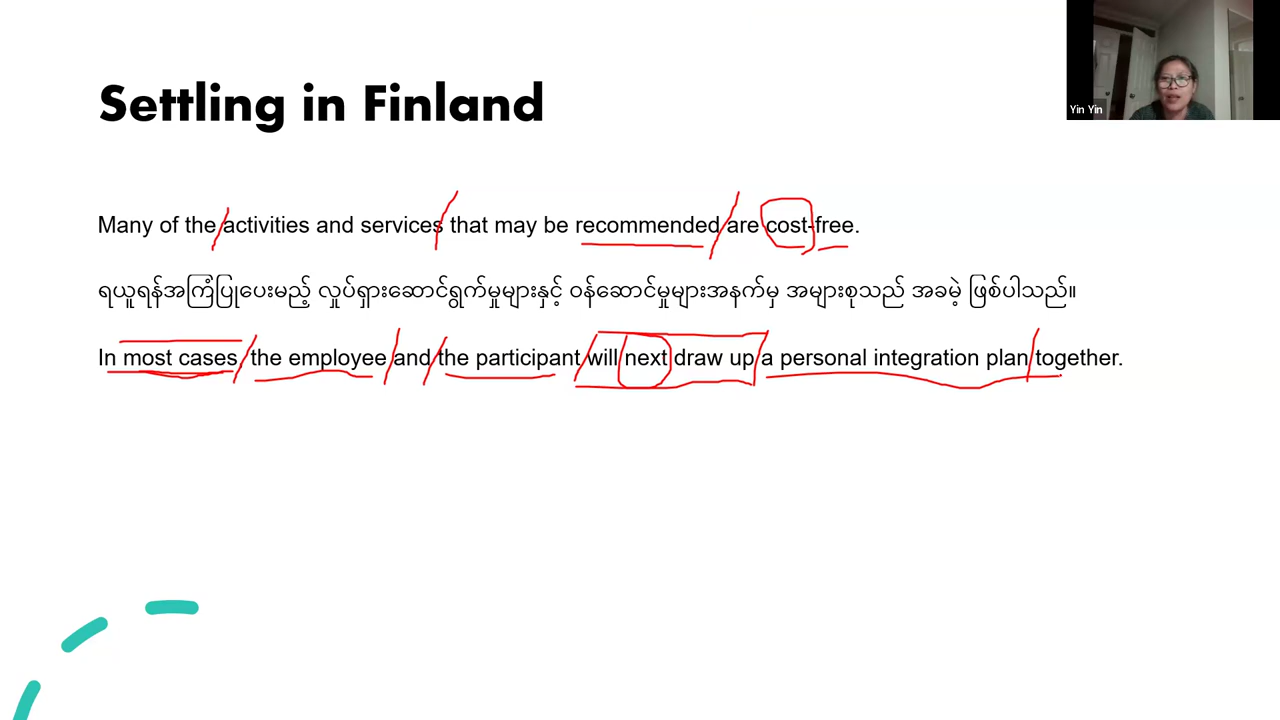 Settling in Finland
Yin Yin
Many of the activities and services that may be recommended are cost-free.
ရယူရန်အကြံပြုပေးမည့် လှုပ်ရှားဆောင်ရွက်မှုများနှင့် ဝန်ဆောင်မှုများအနက်မှ အများစုသည် အခမဲ့ ဖြစ်ပါသည်။
In most cases, the employee and the participant will next draw up a personal integration plan together.